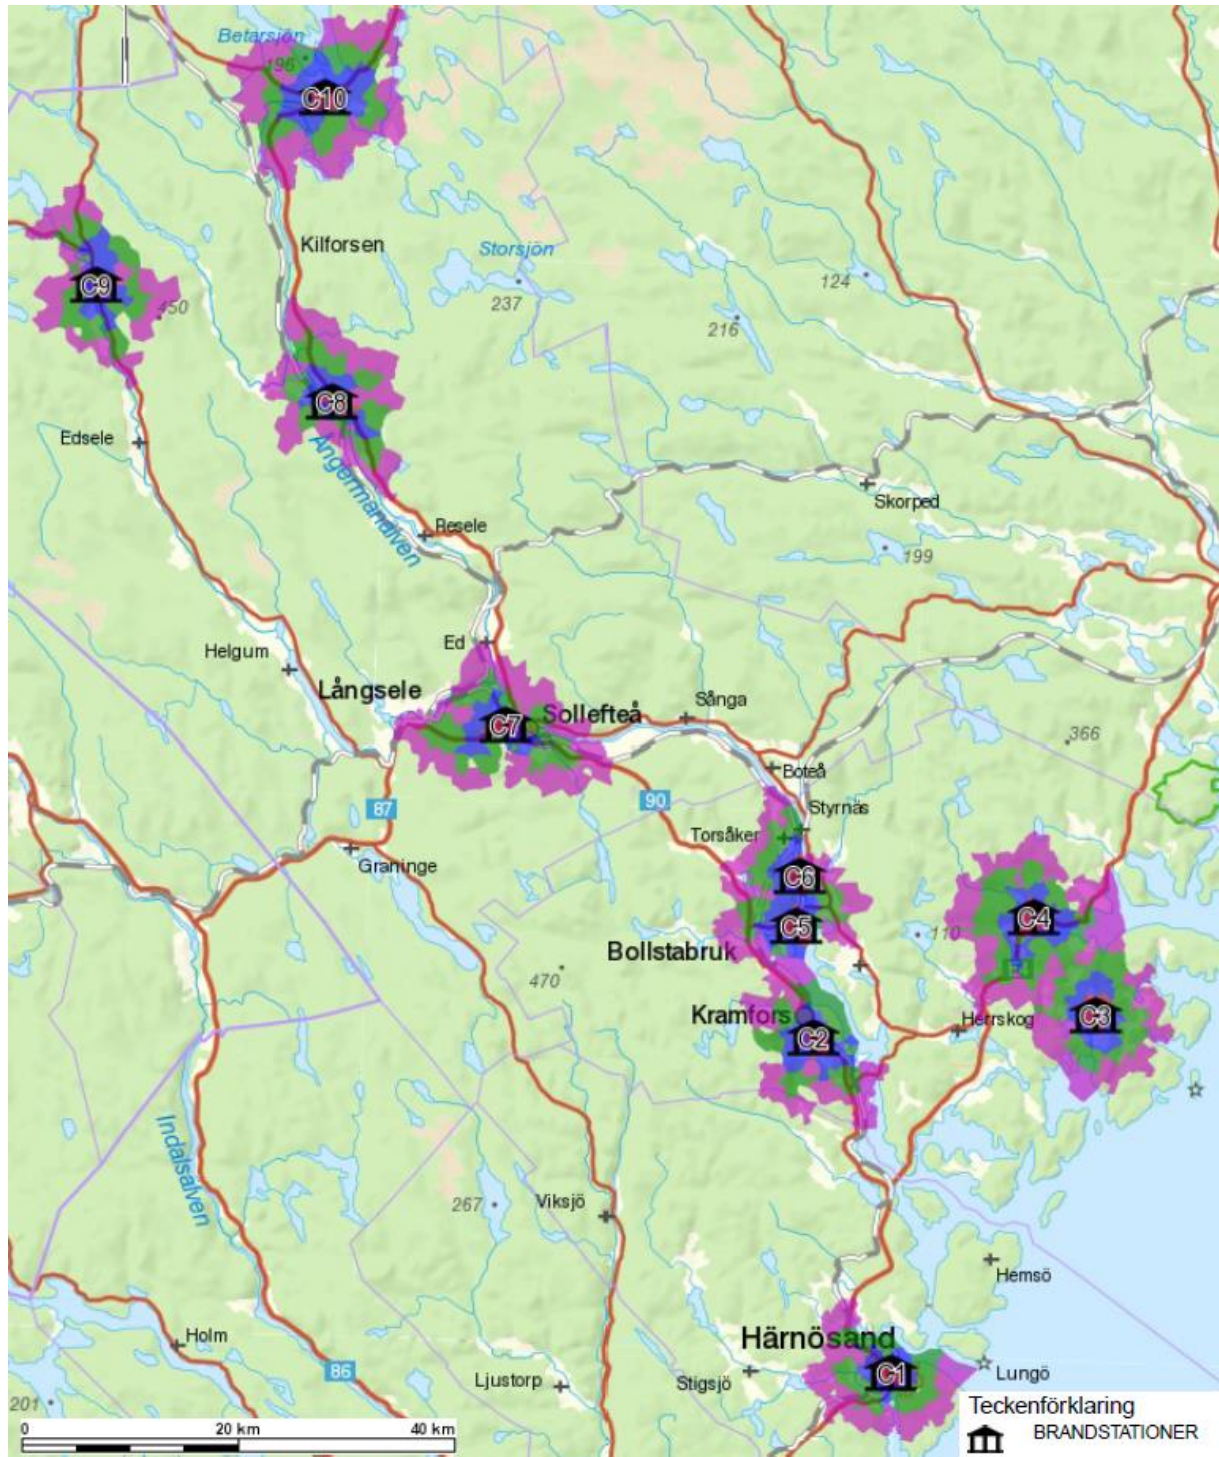 Betarsjön
195
C10
Kilforsen
Storsjön
237
124
216
C9
450
C8
Edsele
Ångermanälven
Resele
Skorped
199
Helgum
Ed
Långsele
Sollefteå
C7
Sånga
366
Boteå
87
90
Styrnäs
Torsåker
Graninge
C6
C5
C4
110
Bollstabruk
470
Kramfors
C2
Herrskog
C3
Indalsälven
267
Viksjö
Hemsö
Härnösand
Holm
86
Ljustorp
Stigsjö
C1
Lungö
201
0 20 km 40 km
Teckenförklaring
BRANDSTATIONER